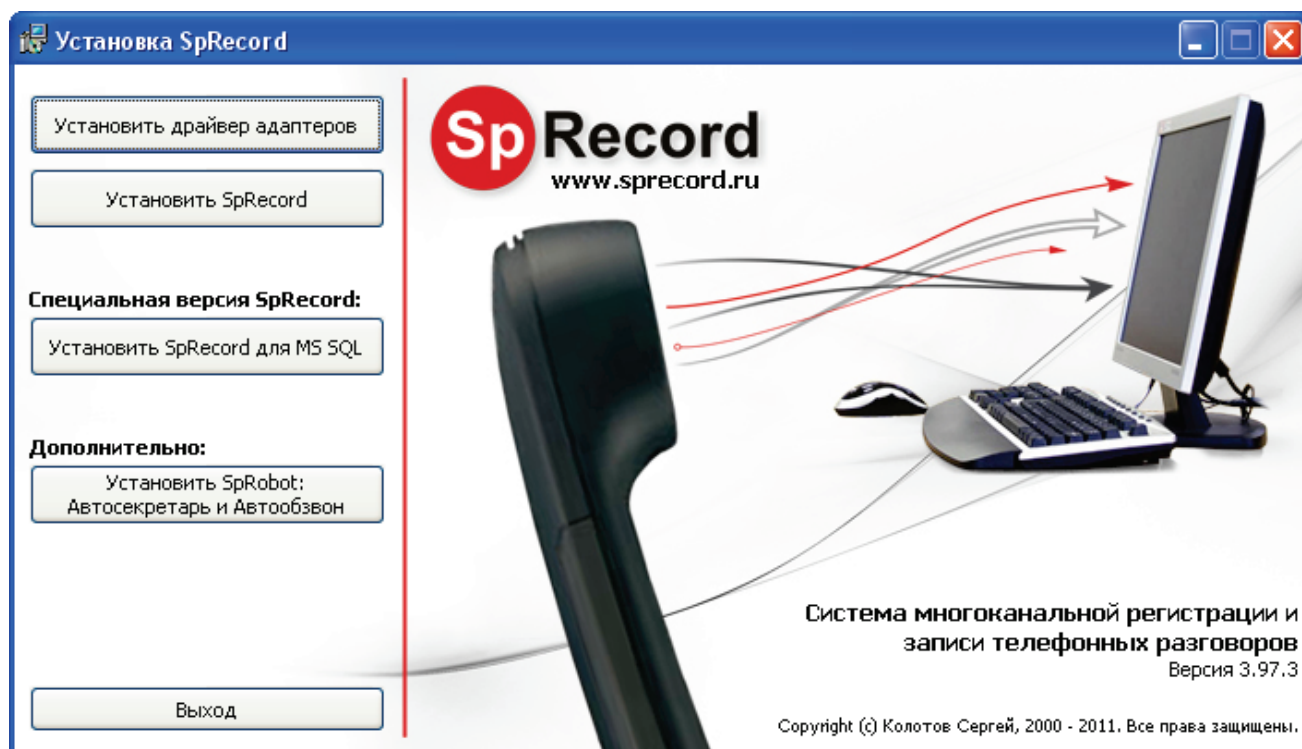 Установка SpRecord
Установить драйвер адаптеров
Установить SpRecord
Специальная версия SpRecord:
Установить SpRecord для MS SQL
Дополнительно:
Установить SpRobot:
Автосекретарь и Автообзвон
Выход
Sp Record
www.sprecord.ru
Система многоканальной регистрации и
записи телефонных разговоров
Версия 3.97.3
Copyright (c) Колотов Сергей, 2000 - 2011. Все права защищены.